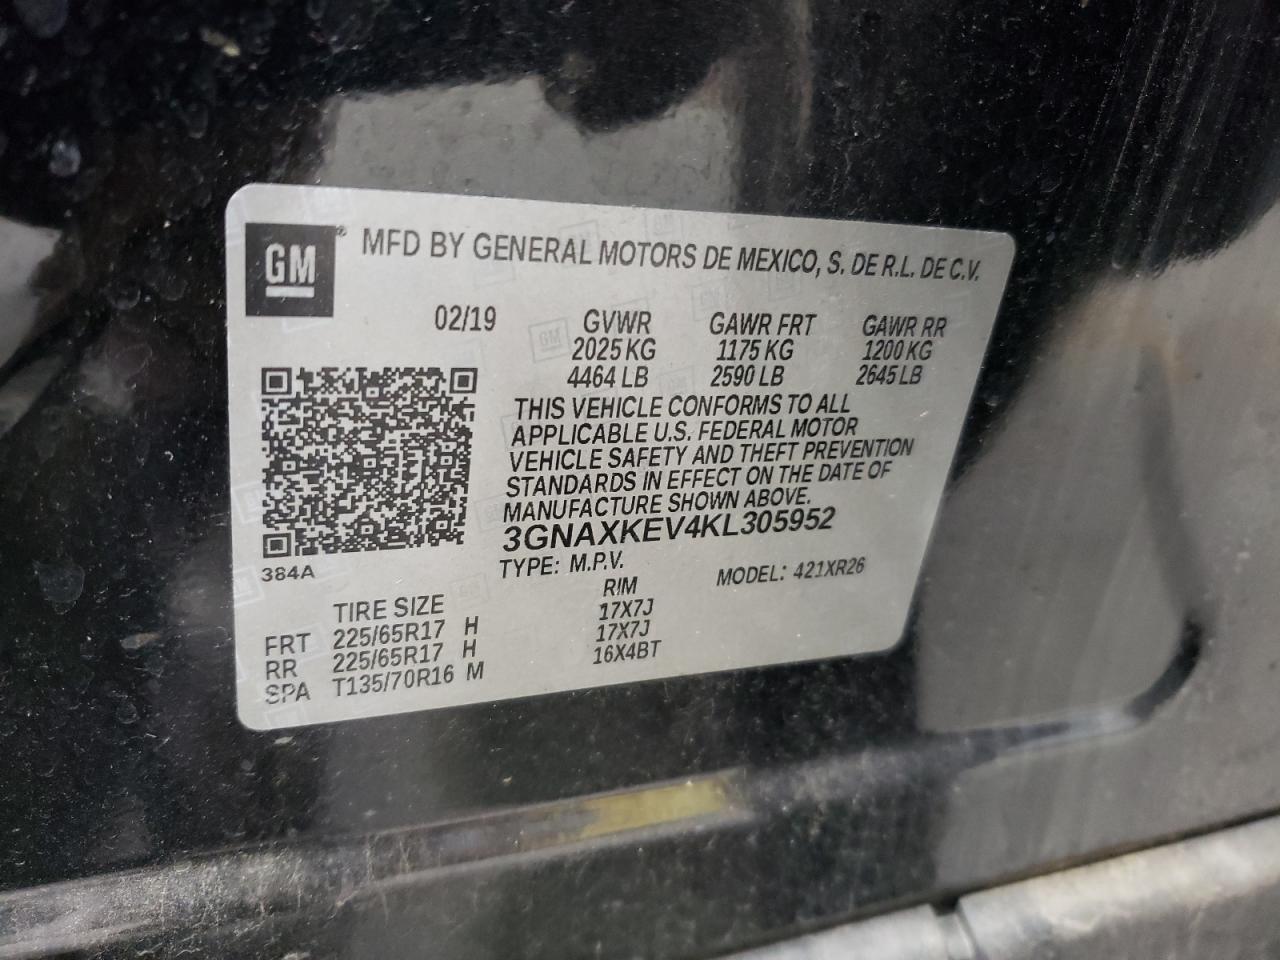 GM ® MFD BY GENERAL MOTORS DE MEXICO, S. DE R.L. DE C.V.
02/19 GVWR GAWR FRT GAWR RR
2025 KG 1175 KG 1200 KG
4464 LB 2590 LB 2645 LB
THIS VEHICLE CONFORMS TO ALL
APPLICABLE U.S. FEDERAL MOTOR
VEHICLE SAFETY AND THEFT PREVENTION
STANDARDS IN EFFECT ON THE DATE OF
MANUFACTURE SHOWN ABOVE.
3GNAXKEV4KL305952
TYPE: M.P.V. MODEL: 421XR26
384A
TIRE SIZE RIM
FRT 225/65R17 H 17X7J
RR 225/65R17 H 17X7J
SPA T135/70R16 M 16X4BT